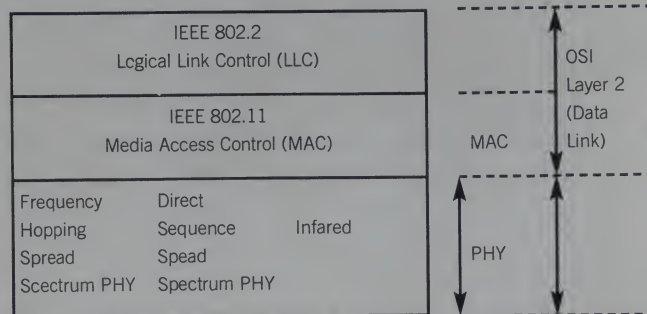 IEEE 802.2
Lcgical Link Control (LLC)
IEEE 802.11
Media Access Control (MAC)
Frequency
Hopping
Spread
Scectrum PHY
Direct
Sequence
Spead
Spectrum PHY
Infared
MAC
PHY
OSI
Layer 2
(Data
Link)